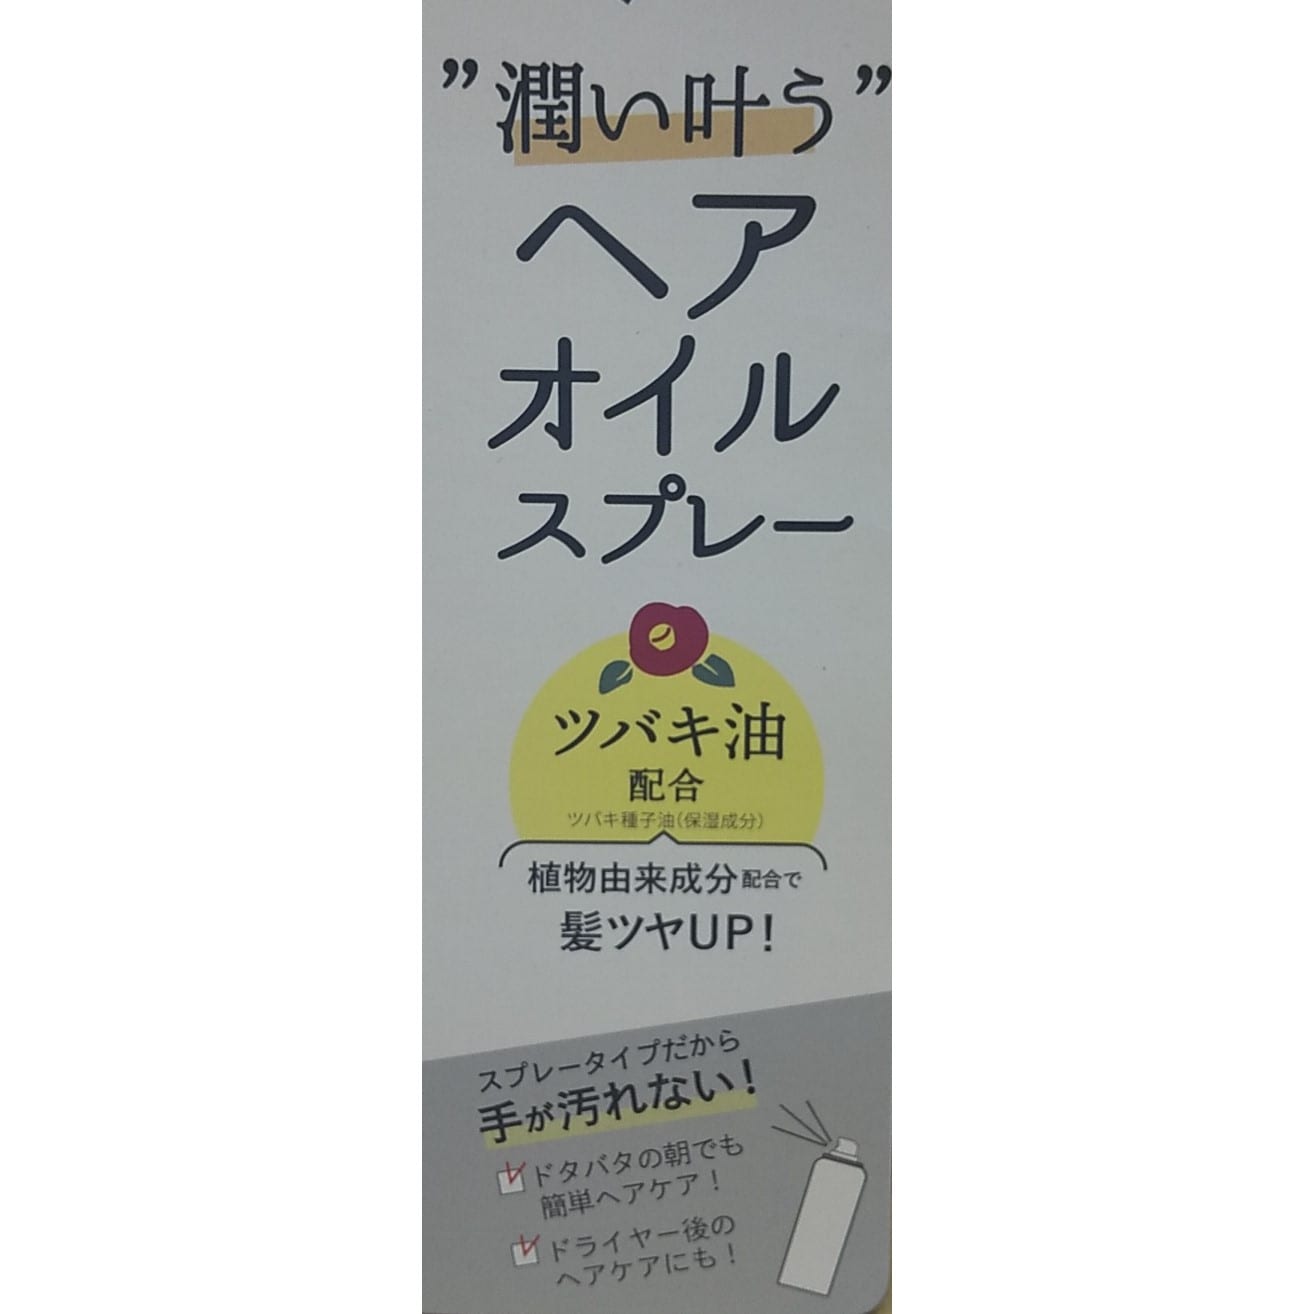 ”潤い叶う”
ヘア
オイル
スプレー
ツバキ油
配合
ツバキ種子油(保湿成分)
植物由来成分配合で
髪ツヤUP!
スプレータイプだから
手が汚れない!
ドタバタの朝でも
簡単ヘアケア!
ドライヤー後の
ヘアケアにも!